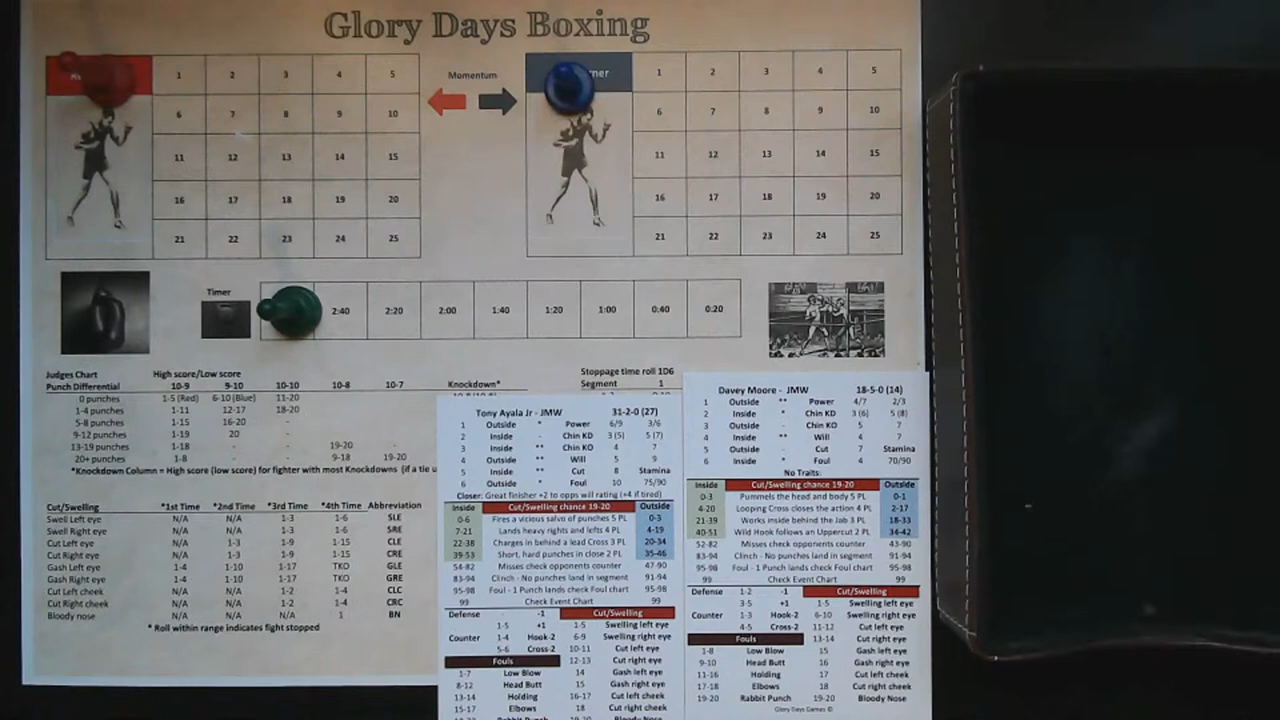 Glory Days Boxing
1 2 3 4 5
6 7 8 9 10
11 12 13 14 15
16 17 18 19 20
21 22 23 24 25
Momentum
ner
1 2 3 4 5
6 7 8 9 10
11 12 13 14 15
16 17 18 19 20
21 22 23 24 25
Timer
2:40 2:20 2:00 1:40 1:20 1:00 0:40 0:20
Judges Chart High score/Low score
Punch Differential 10-9 9-10 10-10 10-8 10-7 Knockdown*
0 punches 1-5 (Red) 6-10 (Blue) 11-20
1-4 punches 1-11 12-17 18-20
5-8 punches 1-15 16-20 -
9-12 punches 1-19 20 -
13-19 punches 1-18 - - 19-20 -
20+ punches 1-8 - - 9-18 19-20
*Knockdown Column = High score (low score) for fighter with most Knockdowns (if a tie u
Stoppage time roll 1D6
Segment 1
Cut/Swelling *1st Time *2nd Time *3rd Time *4th Time Abbreviation
Swell Left eye N/A N/A 1-3 1-6 SLE
Swell Right eye N/A N/A 1-3 1-6 SRE
Cut Left eye N/A 1-3 1-9 1-15 CLE
Cut Right eye N/A 1-3 1-9 1-15 CRE
Gash Left eye 1-4 1-10 1-17 TKO GLE
Gash Right eye 1-4 1-10 1-17 TKO GRE
Cut Left cheek N/A N/A 1-2 1-4 CLC
Cut Right cheek N/A N/A 1-2 1-4 CRC
Bloody nose N/A N/A N/A 1 BN
* Roll within range indicates fight stopped
Tony Ayala Jr - JMW 31-2-0 (27)
1 Outside * Power 6/9 3/6
2 Inside - Chin KD 3 (5) 5 (7)
3 Inside ** Chin KO 4 7
4 Outside ** Will 5 9
5 Inside ** Cut 8 Stamina
6 Outside * Foul 10 75/90
Closer: Great finisher +2 to opps will rating (+4 if tired)
Inside Cut/Swelling chance 19-20 Outside
0-6 Fires a vicious salvo of punches 5 PL 0-3
7-21 Lands heavy rights and lefts 4 PL 4-19
22-38 Charges in behind a lead Cross 3 PL 20-34
39-53 Short, hard punches in close 2 PL 35-46
54-82 Misses check opponents counter 47-90
83-94 Clinch - No punches land in segment 91-94
95-98 Foul - 1 Punch lands check Foul chart 95-98
99 Check Event Chart 99
Defense - -1 Cut/Swelling
1-5 +1 1-5 Swelling left eye
Counter 1-4 Hook-2 6-9 Swelling right eye
5-6 Cross-2 10-11 Cut left eye
Fouls 12-13 Cut right eye
1-7 Low Blow 14 Gash left eye
8-12 Head Butt 15 Gash right eye
13-14 Holding 16-17 Cut left cheek
15-17 Elbows 18 Cut right cheek
Davey Moore - JMW 18-5-0 (14)
1 Outside ** Power 4/7 2/3
2 Inside * Chin KD 3 (6) 5 (8)
3 Outside - Chin KO 5 7
4 Inside ** Will 4 7
5 Outside - Cut 7 Stamina
6 Inside * Foul 4 70/90
No Traits:
Inside Cut/Swelling chance 19-20 Outside
0-3 Pummels the head and body 5 PL 0-1
4-20 Looping Cross closes the action 4 PL 2-17
21-39 Works inside behind the Jab 3 PL 18-33
40-51 Wild Hook follows an Uppercut 2 PL 34-42
52-82 Misses check opponents counter 43-90
83-94 Clinch - No punches land in segment 91-94
95-98 Foul - 1 Punch lands check Foul chart 95-98
99 Check Event Chart 99
Defense 1-2 -1 Cut/Swelling
3-5 +1 1-5 Swelling left eye
Counter 1-3 Hook-2 6-10 Swelling right eye
4-5 Cross-2 11-12 Cut left eye
Fouls 13-14 Cut right eye
1-8 Low Blow 15 Gash left eye
9-10 Head Butt 16 Gash right eye
11-16 Holding 17 Cut left cheek
17-18 Elbows 18 Cut right cheek
19-20 Rabbit Punch 19-20 Bloody Nose
Glory Days Games ©